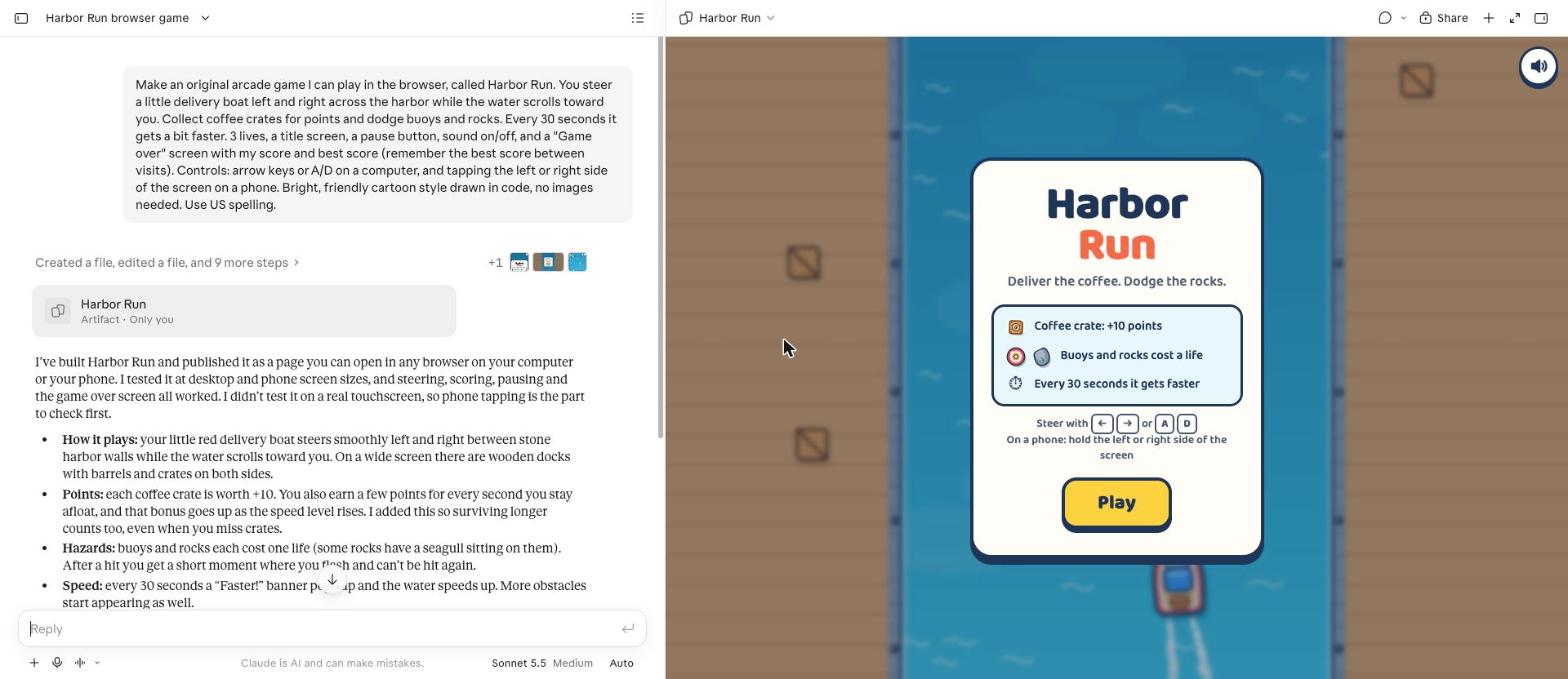 Harbor Run browser game
Make an original arcade game I can play in the browser, called Harbor Run. You steer
a little delivery boat left and right across the harbor while the water scrolls toward
you. Collect coffee crates for points and dodge buoys and rocks. Every 30 seconds it
gets a bit faster. 3 lives, a title screen, a pause button, sound on/off, and a "Game
over" screen with my score and best score (remember the best score between
visits). Controls: arrow keys or A/D on a computer, and tapping the left or right side
of the screen on a phone. Bright, friendly cartoon style drawn in code, no images
needed. Use US spelling.
Created a file, edited a file, and 9 more steps
+1
Harbor Run
Artifact · Only you
I've built Harbor Run and published it as a page you can open in any browser on your computer
or your phone. I tested it at desktop and phone screen sizes, and steering, scoring, pausing and
the game over screen all worked. I didn't test it on a real touchscreen, so phone tapping is the part
to check first.
• How it plays: your little red delivery boat steers smoothly left and right between stone
harbor walls while the water scrolls toward you. On a wide screen there are wooden docks
with barrels and crates on both sides.
• Points: each coffee crate is worth +10. You also earn a few points for every second you stay
afloat, and that bonus goes up as the speed level rises. I added this so surviving longer
counts too, even when you miss crates.
• Hazards: buoys and rocks each cost one life (some rocks have a seagull sitting on them).
After a hit you get a short moment where you flash and can't be hit again.
• Speed: every 30 seconds a "Faster!" banner up and the water speeds up. More obstacles
start appearing as well.
Reply
Claude is AI and can make mistakes.
Sonnet 5.5 Medium
Auto
Harbor Run
Share
Harbor
Run
Deliver the coffee. Dodge the rocks.
Coffee crate: +10 points
Buoys and rocks cost a life
Every 30 seconds it gets faster
Steer with ← → or A D
On a phone: hold the left or right side of the
screen
Play